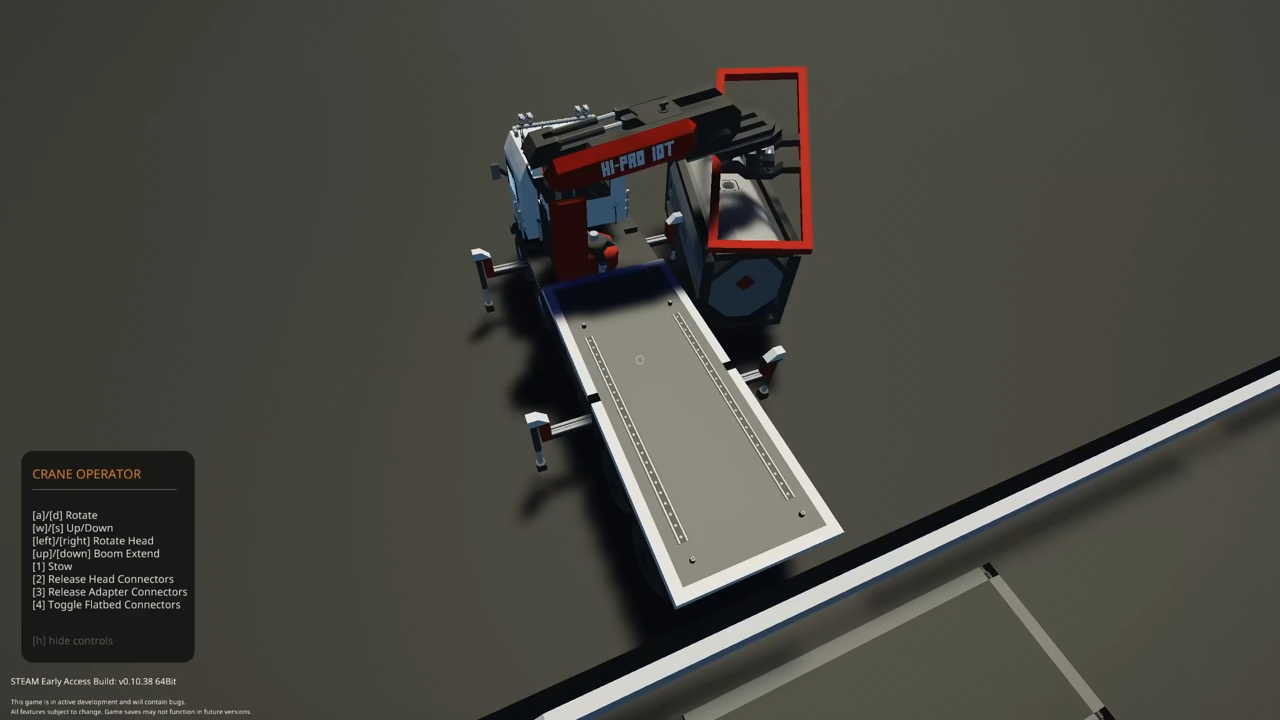 HI-PRO 10T
CRANE OPERATOR
[a]/[d] Rotate
[w]/[s] Up/Down
[left]/[right] Rotate Head
[up]/[down] Boom Extend
[1] Stow
[2] Release Head Connectors
[3] Release Adapter Connectors
[4] Toggle Flatbed Connectors
[h] hide controls
STEAM Early Access Build: v0.10.38 64Bit
This game is in active development and will contain bugs.
All features subject to change. Game saves may not function in future versions.